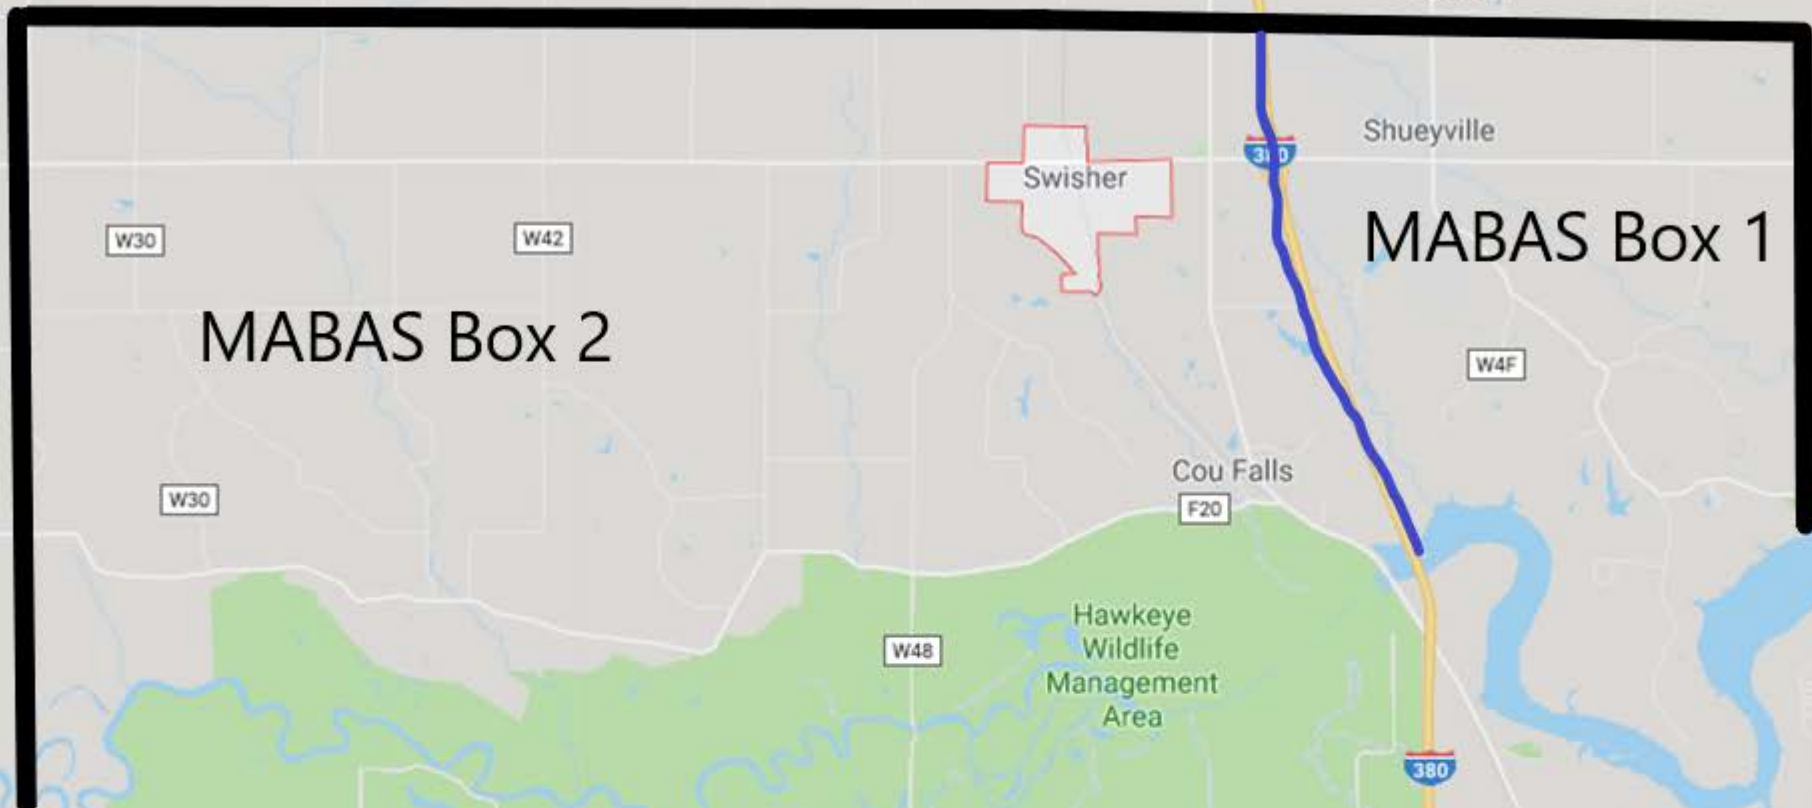 Shueyville
380
Swisher
MABAS Box 1
W30
W42
MABAS Box 2
W4F
Cou Falls
W30
F20
Hawkeye
Wildlife
Management
Area
W48
380